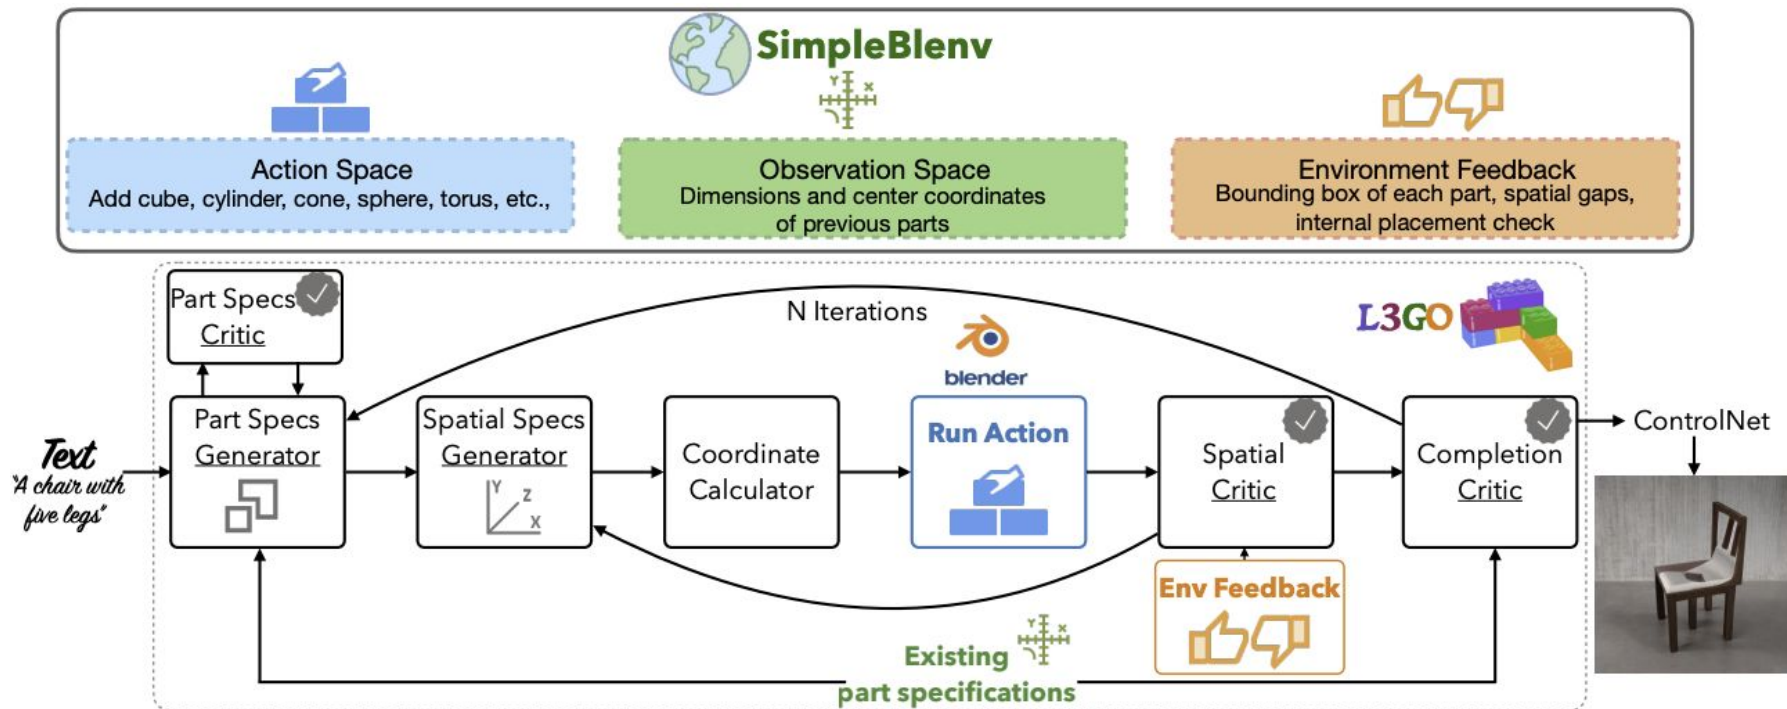 SimpleBlenv
Y
X
Action Space
Add cube, cylinder, cone, sphere, torus, etc.,
Observation Space
Dimensions and center coordinates
of previous parts
Environment Feedback
Bounding box of each part, spatial gaps,
internal placement check
Part Specs
Critic
N Iterations
L3GO
blender
Text
"A chair with
five legs"
Part Specs
Generator
Spatial Specs
Generator
Y
Z
X
Coordinate
Calculator
Run Action
Spatial
Critic
Completion
Critic
ControlNet
Env Feedback
Existing
part specifications
Y
X